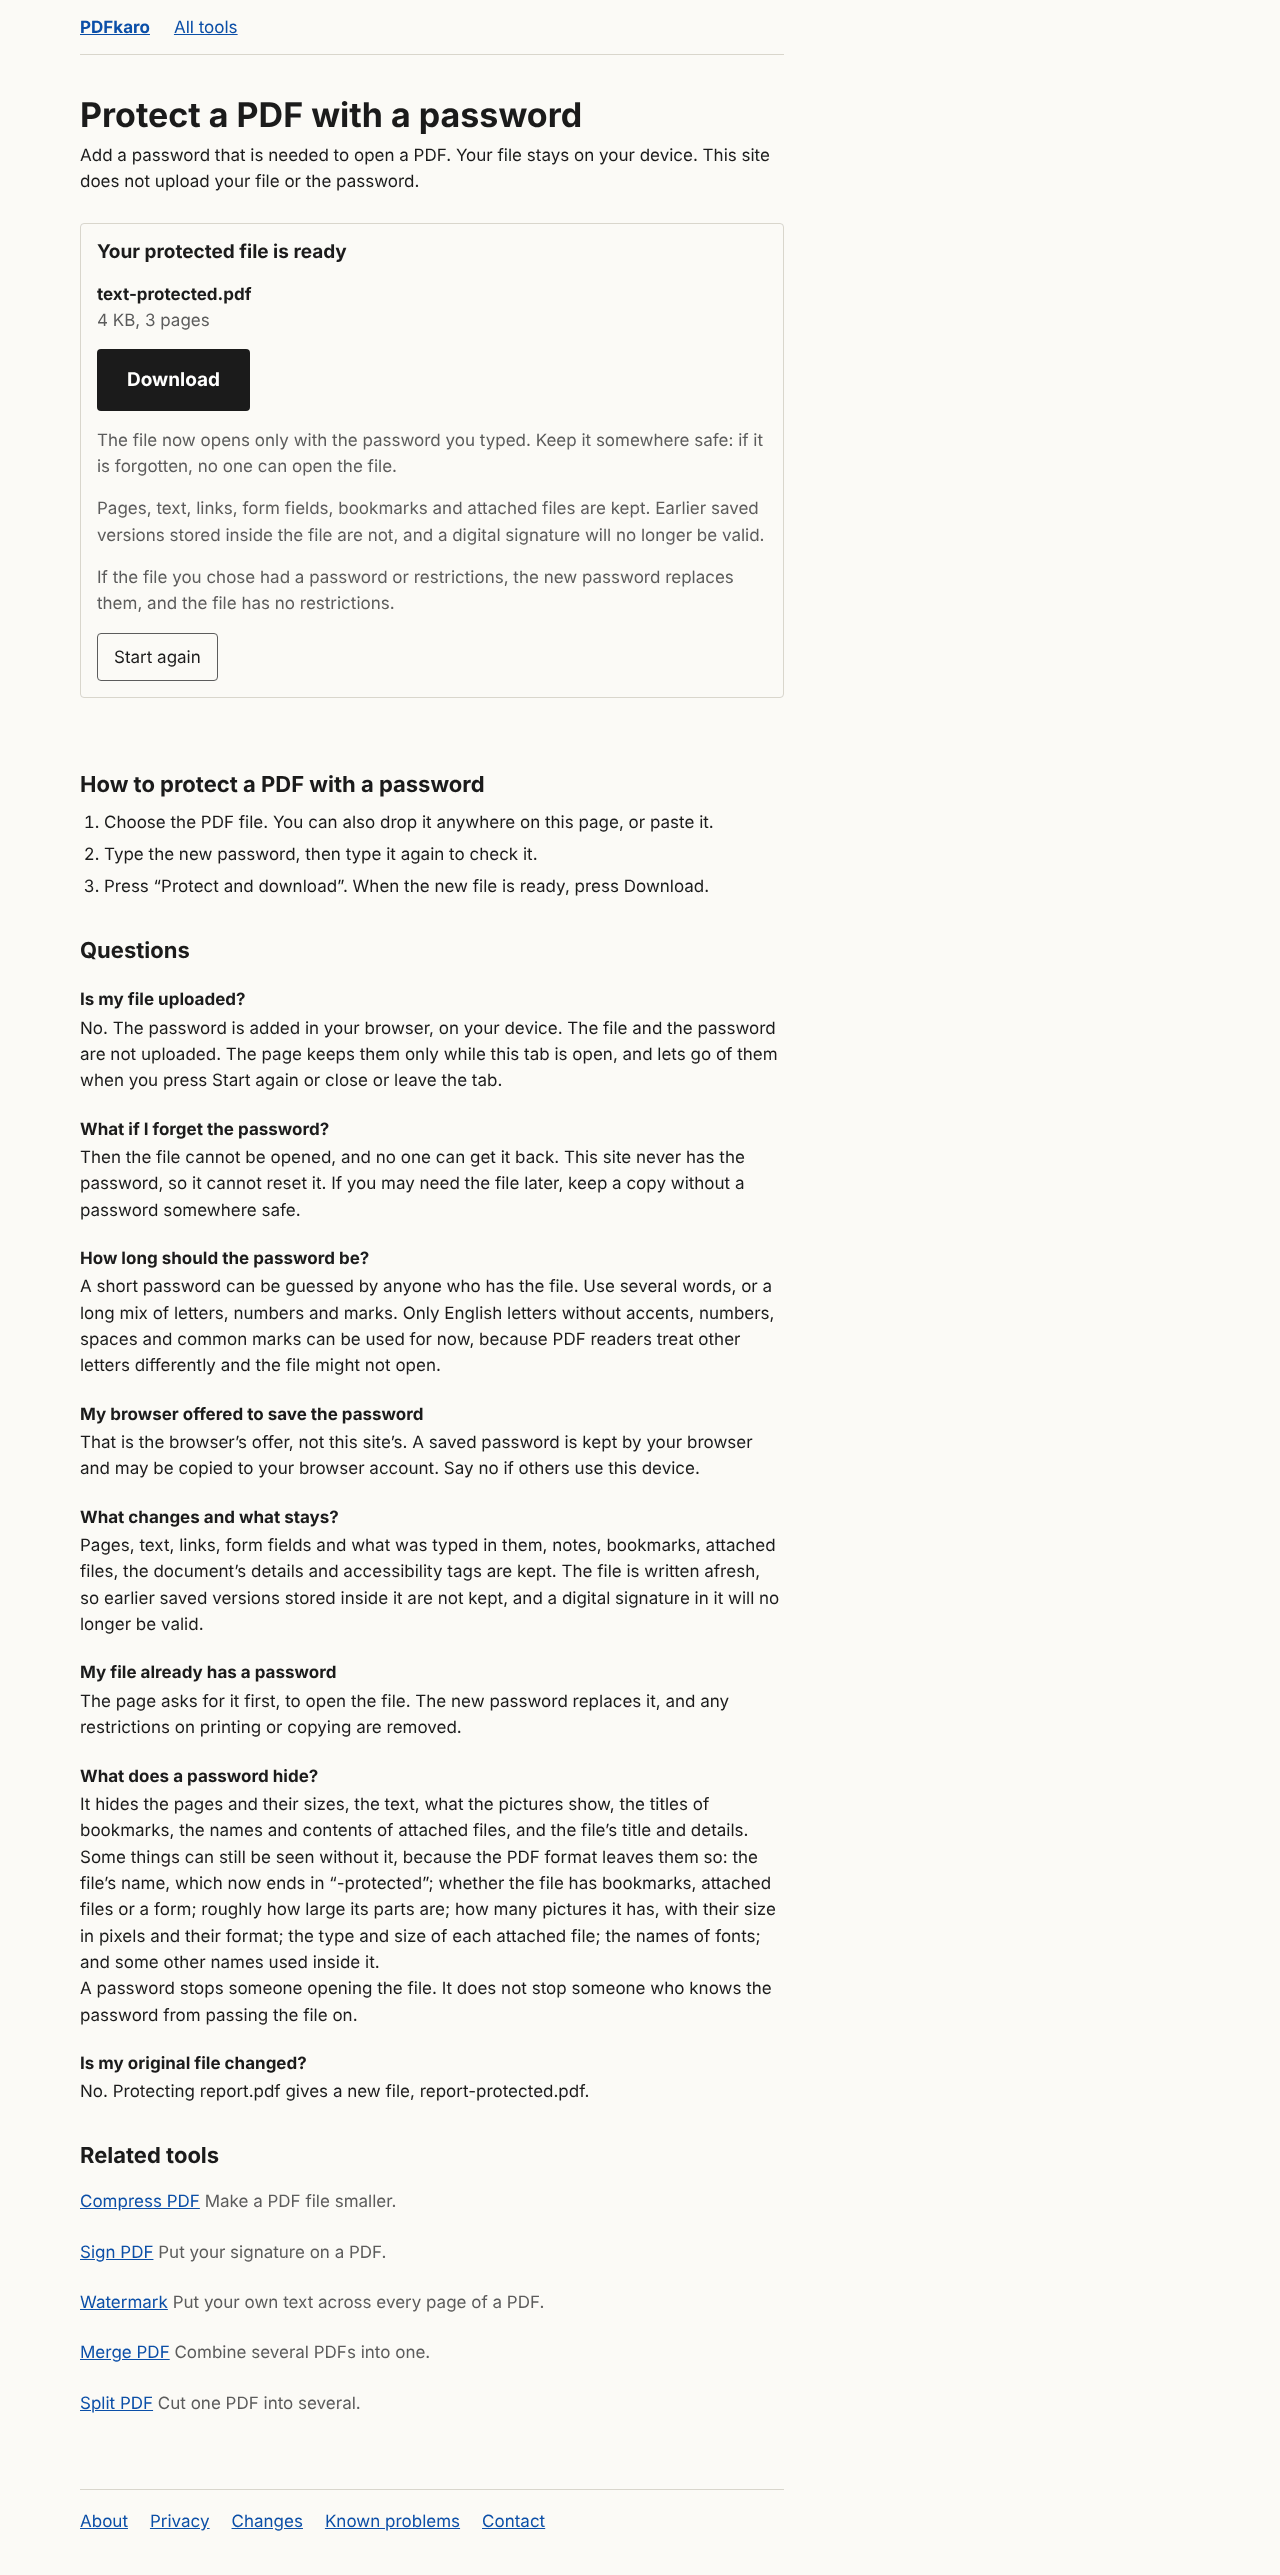 PDFkaro All tools
Protect a PDF with a password
Add a password that is needed to open a PDF. Your file stays on your device. This site
does not upload your file or the password.
Your protected file is ready
text-protected.pdf
4 KB, 3 pages
Download
The file now opens only with the password you typed. Keep it somewhere safe: if it
is forgotten, no one can open the file.
Pages, text, links, form fields, bookmarks and attached files are kept. Earlier saved
versions stored inside the file are not, and a digital signature will no longer be valid.
If the file you chose had a password or restrictions, the new password replaces
them, and the file has no restrictions.
Start again
How to protect a PDF with a password
1. Choose the PDF file. You can also drop it anywhere on this page, or paste it.
2. Type the new password, then type it again to check it.
3. Press “Protect and download”. When the new file is ready, press Download.
Questions
Is my file uploaded?
No. The password is added in your browser, on your device. The file and the password
are not uploaded. The page keeps them only while this tab is open, and lets go of them
when you press Start again or close or leave the tab.
What if I forget the password?
Then the file cannot be opened, and no one can get it back. This site never has the
password, so it cannot reset it. If you may need the file later, keep a copy without a
password somewhere safe.
How long should the password be?
A short password can be guessed by anyone who has the file. Use several words, or a
long mix of letters, numbers and marks. Only English letters without accents, numbers,
spaces and common marks can be used for now, because PDF readers treat other
letters differently and the file might not open.
My browser offered to save the password
That is the browser’s offer, not this site’s. A saved password is kept by your browser
and may be copied to your browser account. Say no if others use this device.
What changes and what stays?
Pages, text, links, form fields and what was typed in them, notes, bookmarks, attached
files, the document’s details and accessibility tags are kept. The file is written afresh,
so earlier saved versions stored inside it are not kept, and a digital signature in it will no
longer be valid.
My file already has a password
The page asks for it first, to open the file. The new password replaces it, and any
restrictions on printing or copying are removed.
What does a password hide?
It hides the pages and their sizes, the text, what the pictures show, the titles of
bookmarks, the names and contents of attached files, and the file’s title and details.
Some things can still be seen without it, because the PDF format leaves them so: the
file’s name, which now ends in “-protected”; whether the file has bookmarks, attached
files or a form; roughly how large its parts are; how many pictures it has, with their size
in pixels and their format; the type and size of each attached file; the names of fonts;
and some other names used inside it.
A password stops someone opening the file. It does not stop someone who knows the
password from passing the file on.
Is my original file changed?
No. Protecting report.pdf gives a new file, report-protected.pdf.
Related tools
Compress PDF Make a PDF file smaller.
Sign PDF Put your signature on a PDF.
Watermark Put your own text across every page of a PDF.
Merge PDF Combine several PDFs into one.
Split PDF Cut one PDF into several.
About Privacy Changes Known problems Contact